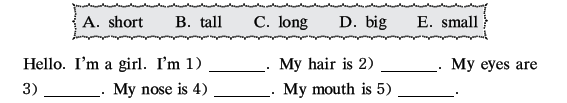 A. short B. tall C. long D. big E. small
Hello. I'm a girl. I'm 1) ______. My hair is 2) ______. My eyes are
3) ______. My nose is 4) ______. My mouth is 5) ______.